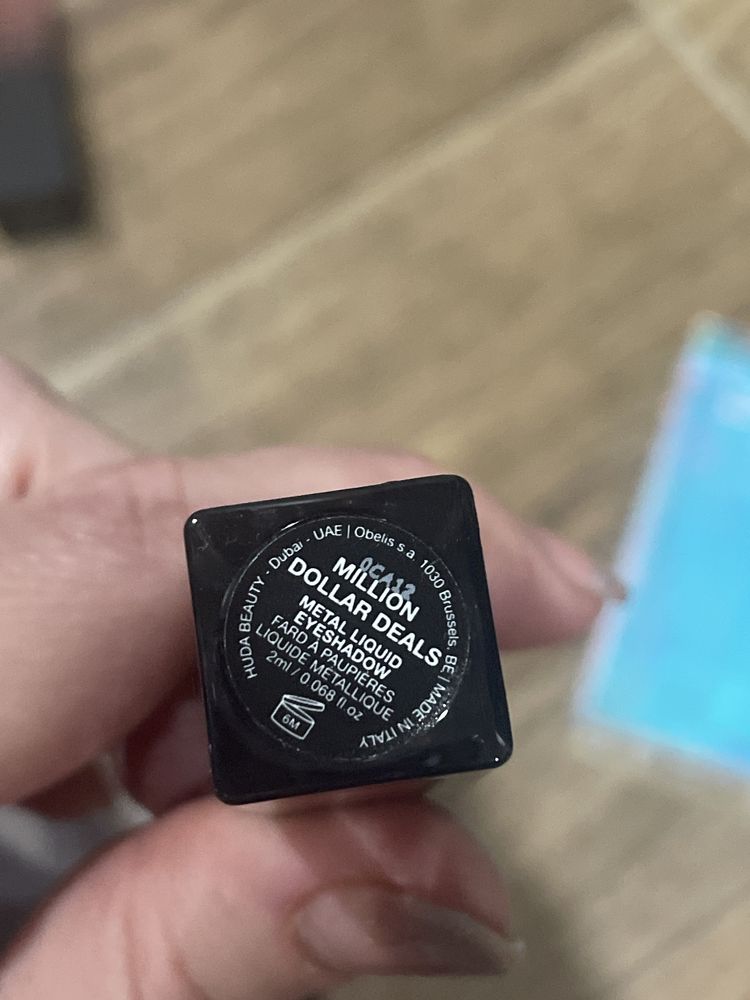 HUDA BEAUTY - Dubai - UAE | Obelis s.a. 1030 Brussels, BE | MADE IN ITALY
0CA12
MILLION
DOLLAR DEALS
METAL LIQUID
EYESHADOW
FARD À PAUPIÈRES
LIQUIDE MÉTALLIQUE
2ml / 0.068 fl.oz
6M